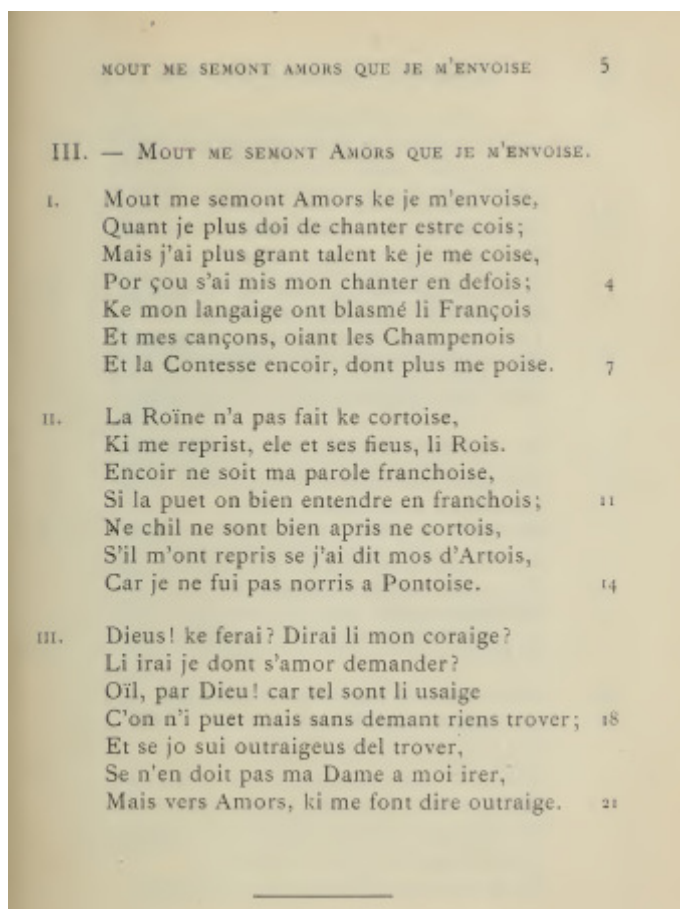 MOUT ME SEMONT AMORS QUE JE M'ENVOISE 5
III. — MOUT ME SEMONT AMORS QUE JE M'ENVOISE.
I. Mout me semont Amors ke je m'envoise,
Quant je plus doi de chanter estre cois;
Mais j'ai plus grant talent ke je me coise,
Por çou s'ai mis mon chanter en defois; 4
Ke mon langaige ont blasmé li François
Et mes cançons, oiant les Champenois
Et la Contesse encoir, dont plus me poise. 7
II. La Roïne n'a pas fait ke cortoise,
Ki me reprist, ele et ses fieus, li Rois.
Encoir ne soit ma parole franchoise,
Si la puet on bien entendre en franchois; 11
Ne chil ne sont bien apris ne cortois,
S'il m'ont repris se j'ai dit mos d'Artois,
Car je ne fui pas norris a Pontoise. 14
III. Dieus! ke ferai? Dirai li mon coraige?
Li irai je dont s'amor demander?
Oïl, par Dieu! car tel sont li usaige
C'on n'i puet mais sans demant riens trover; 18
Et se jo sui outraigeus del trover,
Se n'en doit pas ma Dame a moi irer,
Mais vers Amors, ki me font dire outraige. 21